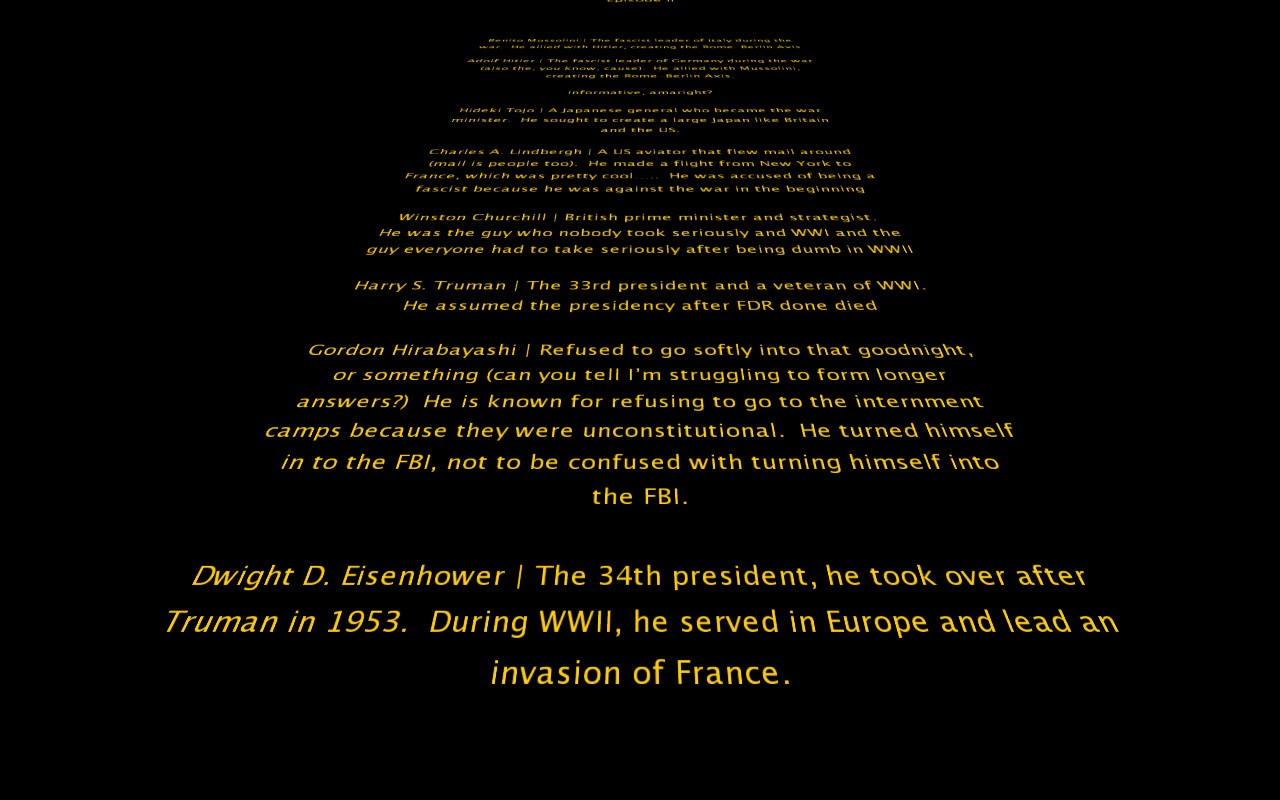 Episode II
Benito Mussolini | The fascist leader of Italy during the
war. He allied with Hitler, creating the Rome-Berlin Axis
Adolf Hitler | The fascist leader of Germany during the war
(also the, you know, cause). He allied with Mussolini,
creating the Rome-Berlin Axis.
informative, amaright?
Hideki Tojo | A Japanese general who became the war
minister. He sought to create a large Japan like Britain
and the US.
Charles A. Lindbergh | A US aviator that flew mail around
(mail is people too). He made a flight from New York to
France, which was pretty cool..... He was accused of being a
fascist because he was against the war in the beginning
Winston Churchill | British prime minister and strategist.
He was the guy who nobody took seriously and WWI and the
guy everyone had to take seriously after being dumb in WWII
Harry S. Truman | The 33rd president and a veteran of WWI.
He assumed the presidency after FDR done died
Gordon Hirabayashi | Refused to go softly into that goodnight,
or something (can you tell I'm struggling to form longer
answers?) He is known for refusing to go to the internment
camps because they were unconstitutional. He turned himself
in to the FBI, not to be confused with turning himself into
the FBI.
Dwight D. Eisenhower | The 34th president, he took over after
Truman in 1953. During WWII, he served in Europe and lead an
invasion of France.